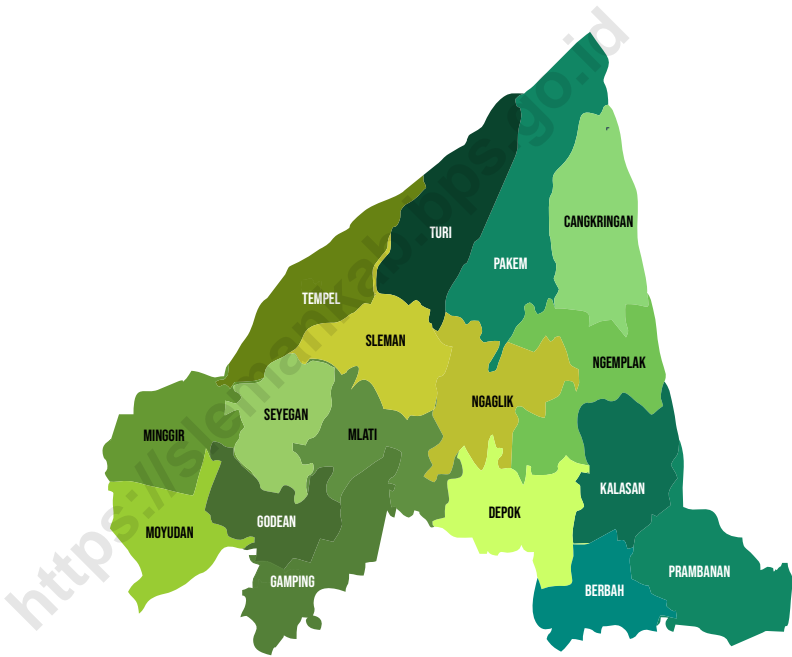 https://slemankab.bps.go.id
TURI
CANGKRINGAN
PAKEM
TEMPEL
SLEMAN
NGEMPLAK
NGAGLIK
SEYEGAN
MINGGIR
MLATI
KALASAN
DEPOK
GODEAN
MOYUDAN
PRAMBANAN
GAMPING
BERBAH